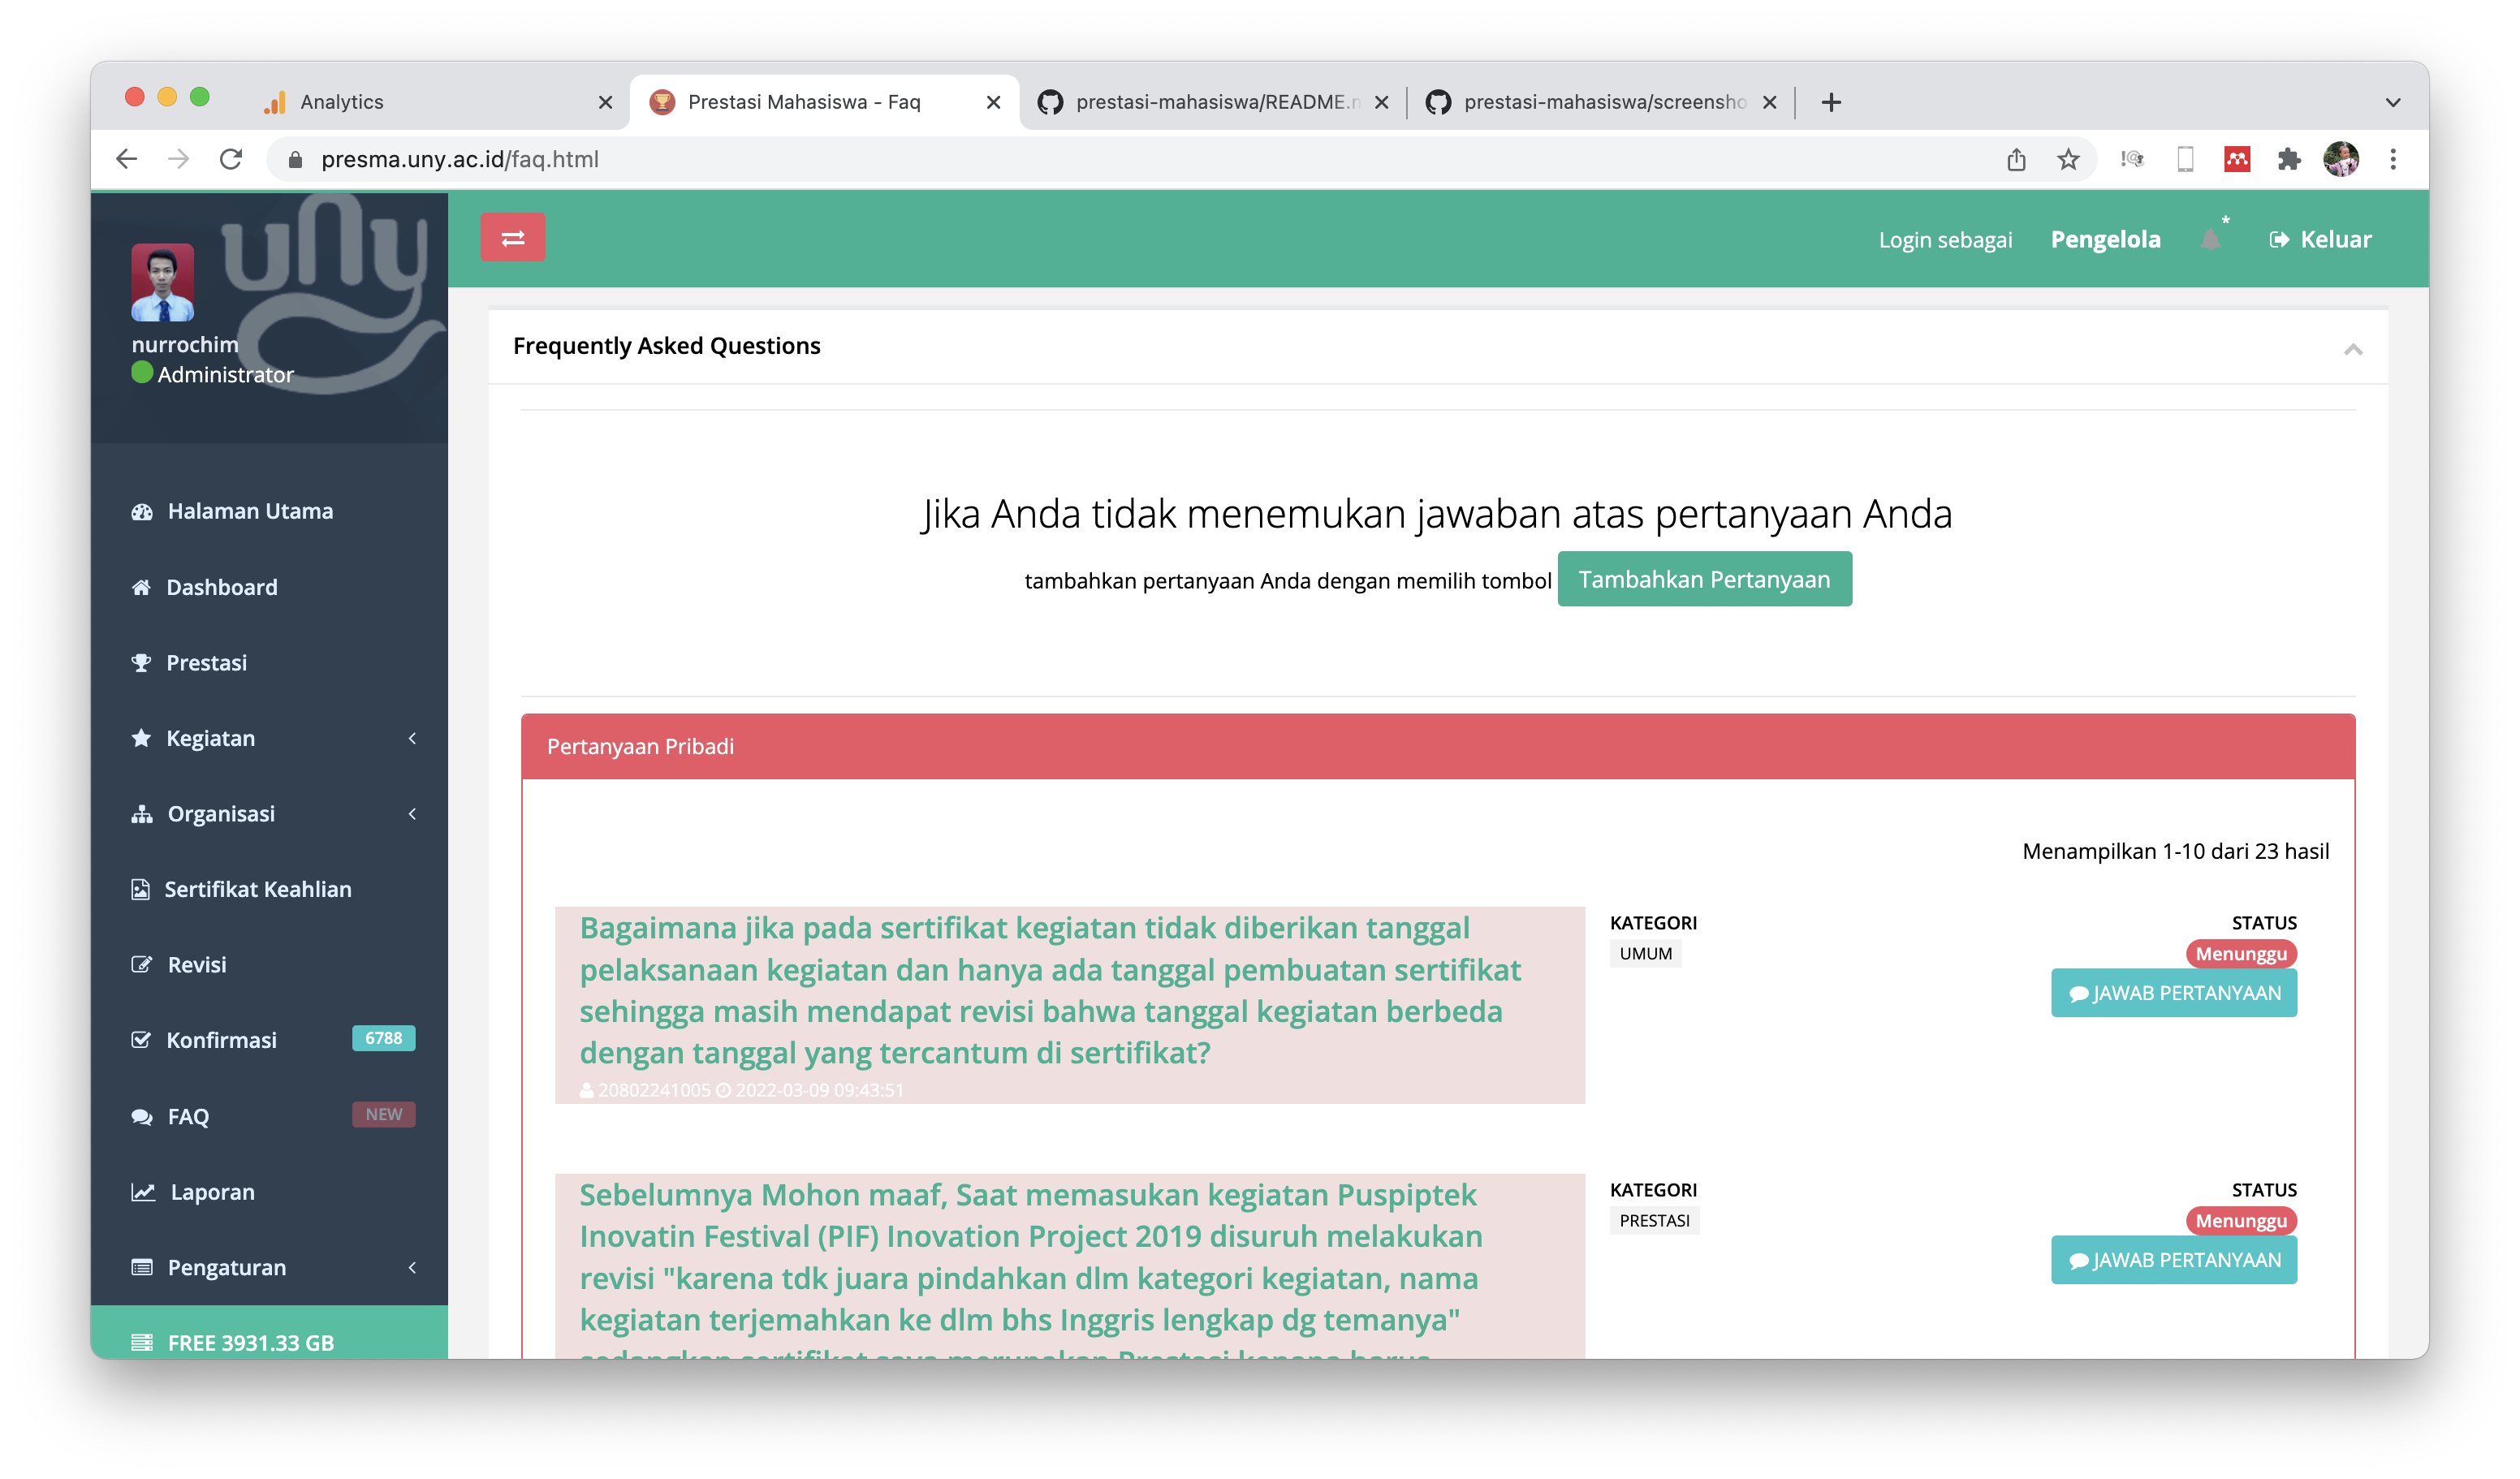 Analytics
Prestasi Mahasiswa - Faq
prestasi-mahasiswa/README.
prestasi-mahasiswa/screensho
presma.uny.ac.id/faq.html
uny
nurrochim
Administrator
Login sebagai Pengelola * Keluar
Halaman Utama
Dashboard
Prestasi
Kegiatan
Organisasi
Sertifikat Keahlian
Revisi
Konfirmasi 6788
FAQ NEW
Laporan
Pengaturan
FREE 3931.33 GB
Frequently Asked Questions
Jika Anda tidak menemukan jawaban atas pertanyaan Anda
tambahkan pertanyaan Anda dengan memilih tombol Tambahkan Pertanyaan
Pertanyaan Pribadi
Menampilkan 1-10 dari 23 hasil
Bagaimana jika pada sertifikat kegiatan tidak diberikan tanggal
pelaksanaan kegiatan dan hanya ada tanggal pembuatan sertifikat
sehingga masih mendapat revisi bahwa tanggal kegiatan berbeda
dengan tanggal yang tercantum di sertifikat?
20802241005 2022-03-09 09:43:51
KATEGORI
UMUM
STATUS
Menunggu
JAWAB PERTANYAAN
Sebelumnya Mohon maaf, Saat memasukan kegiatan Puspiptek
Inovatin Festival (PIF) Inovation Project 2019 disuruh melakukan
revisi "karena tdk juara pindahkan dlm kategori kegiatan, nama
kegiatan terjemahkan ke dlm bhs Inggris lengkap dg temanya"
sedangkan sertifikat saya merupakan Prestasi kenapa harus
KATEGORI
PRESTASI
STATUS
Menunggu
JAWAB PERTANYAAN